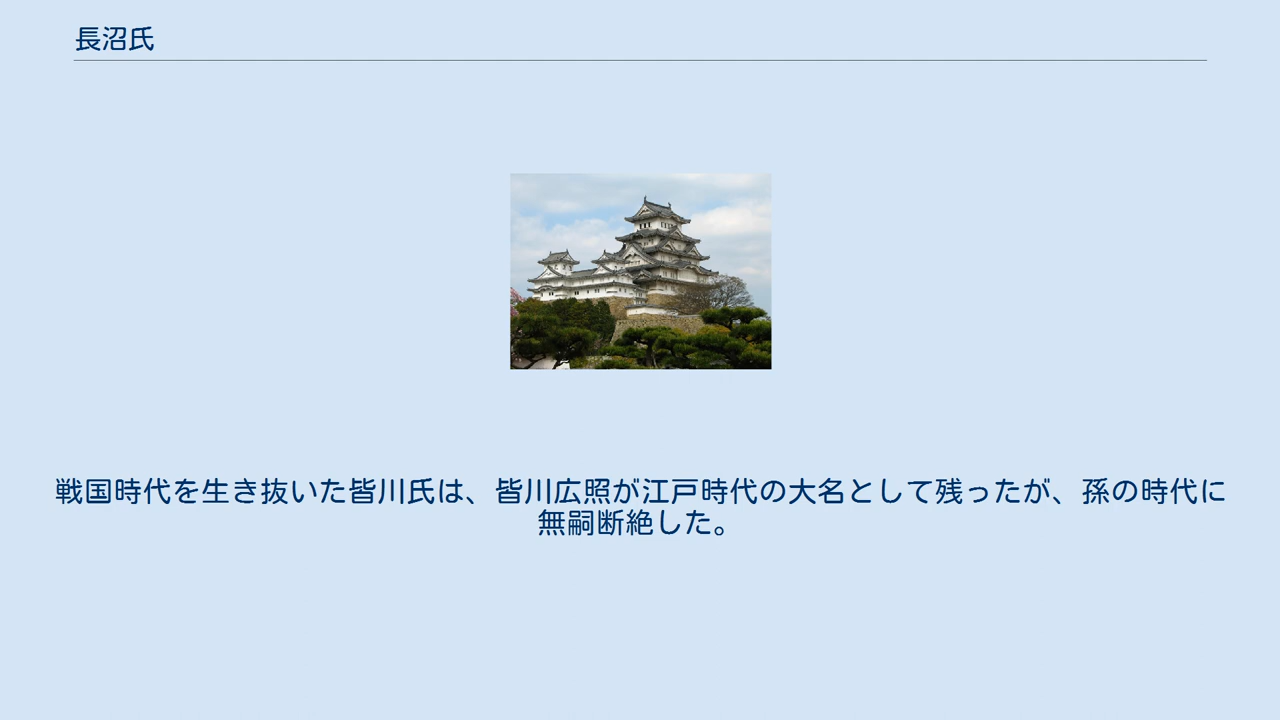 長沼氏
戦国時代を生き抜いた皆川氏は、皆川広照が江戸時代の大名として残ったが、孫の時代に
無嗣断絶した。